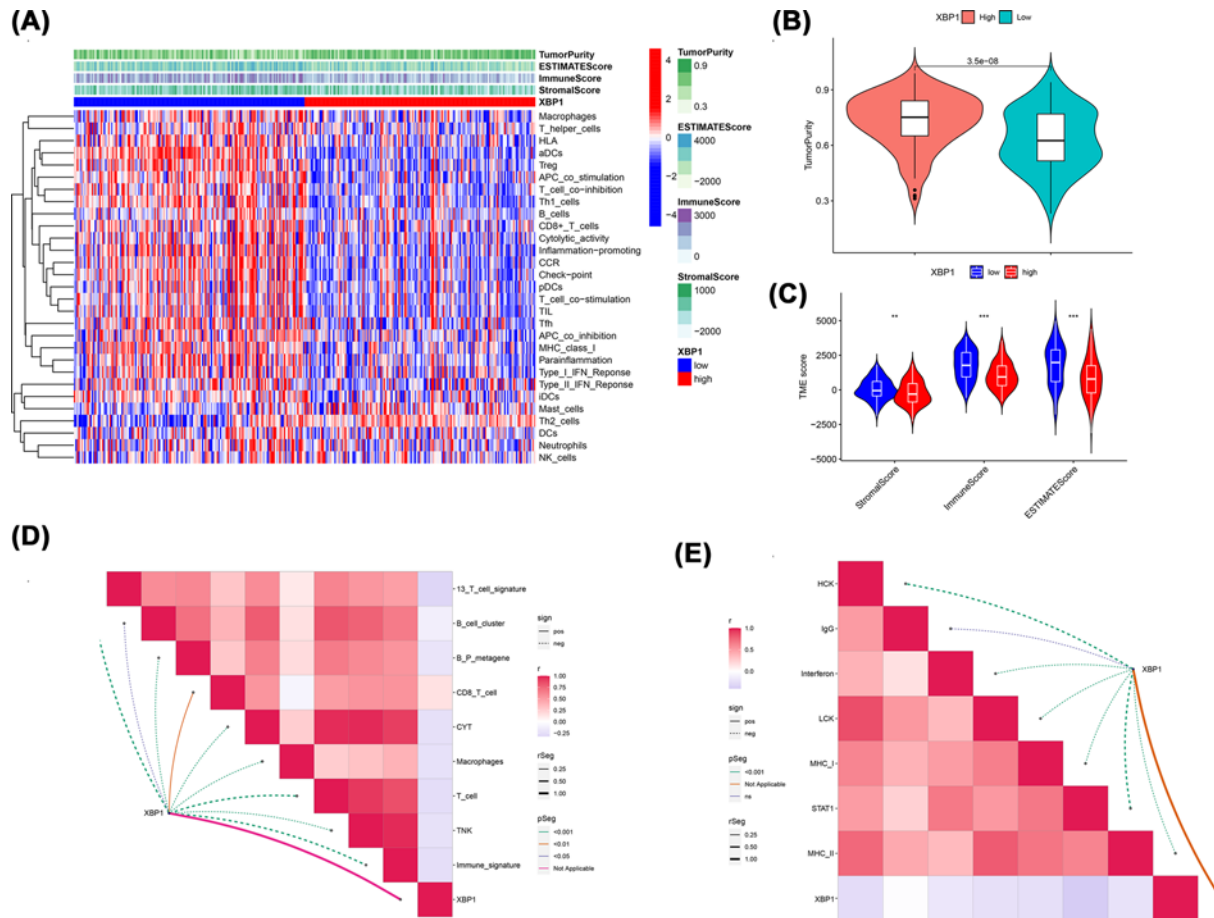 (A)
TumorPurity
ESTIMATEScore
ImmuneScore
StromalScore
XBP1
Macrophages
T_helper_cells
HLA
aDCs
Treg
APC_co_stimulation
T_cell_co-inhibition
Th1_cells
B_cells
CD8+_T_cells
Cytolytic_activity
Inflammation-promoting
CCR
Check-point
pDCs
T_cell_co-stimulation
TIL
Tfh
APC_co_inhibition
MHC_class_I
Parainflammation
Type_I_IFN_Reponse
Type_II_IFN_Reponse
iDCs
Mast_cells
Th2_cells
DCs
Neutrophils
NK_cells
4
2
0
−2
−4
TumorPurity
0.9
0.3
ESTIMATEScore
4000
−2000
ImmuneScore
3000
0
StromalScore
1000
−2000
XBP1
low
high
(B)
XBP1 High Low
3.5e−08
TumorPurity
0.9
0.6
0.3
(C)
XBP1 low high
** *** ***
TME score
5000
2500
0
−2500
−5000
StromalScore
ImmuneScore
ESTIMATEScore
(D)
13_T_cell_signature
B_cell_cluster
B_P_metagene
CD8_T_cell
CYT
Macrophages
T_cell
TNK
Immune_signature
XBP1
XBP1
sign
pos
neg
r
1.00
0.75
0.50
0.25
0.00
−0.25
rSeg
0.25
0.50
1.00
pSeg
<0.001
<0.01
<0.05
Not Applicable
(E)
HCK
IgG
Interferon
LCK
MHC_I
STAT1
MHC_II
XBP1
XBP1
r
1.0
0.5
0.0
sign
pos
neg
pSeg
<0.001
Not Applicable
ns
rSeg
0.25
0.50
1.00